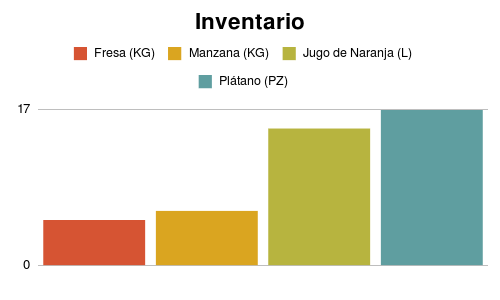 Inventario
Fresa (KG) Manzana (KG) Jugo de Naranja (L)
Plátano (PZ)
17
0